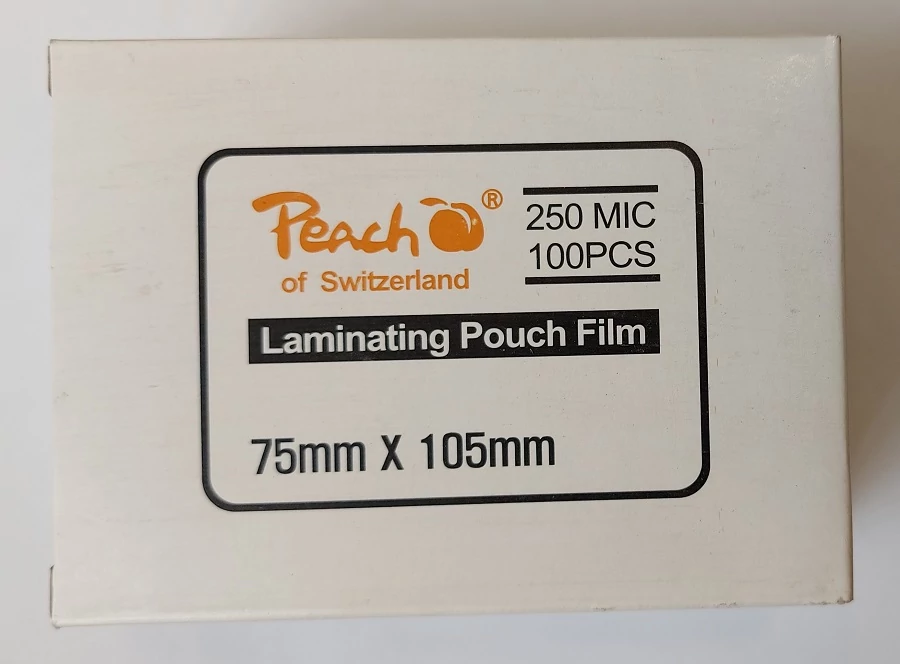 Peach®
of Switzerland
250 MIC
100PCS
Laminating Pouch Film
75mm X 105mm